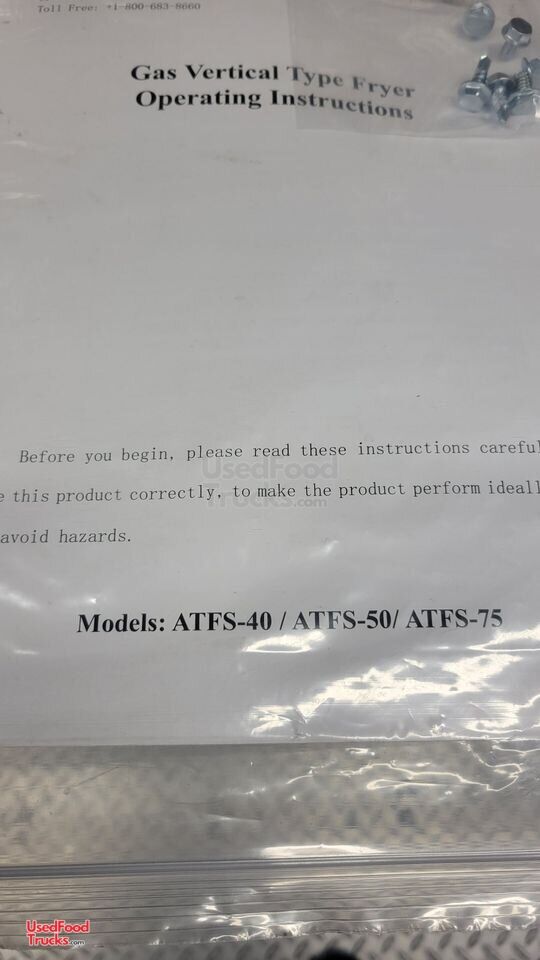 Toll Free: +1-800-683-8660
Gas Vertical Type Fryer
Operating Instructions
Before you begin, please read these instructions careful
e this product correctly, to make the product perform ideall
avoid hazards.
UsedFood
Trucks.com
Models: ATFS-40 / ATFS-50/ ATFS-75
UsedFood
Trucks.com